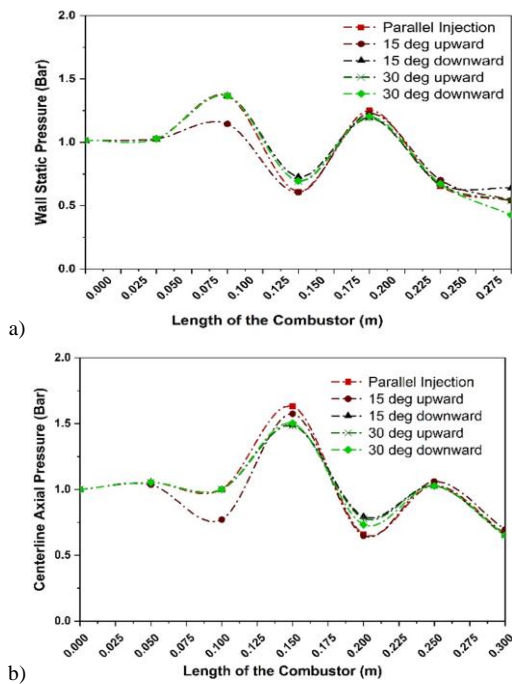 2.0
1.5
1.0
0.5
0.0
Wall Static Pressure (Bar)
Parallel Injection
15 deg upward
15 deg downward
30 deg upward
30 deg downward
0.000 0.050 0.075 0.100 0.125 0.150 0.175 0.200 0.225 0.250 0.275
Length of the Combustor (m)
a)
2.0
1.5
1.0
0.5
0.0
Centerline Axial Pressure (Bar)
Parallel Injection
15 deg upward
15 deg downward
30 deg upward
30 deg downward
0.000 0.025 0.050 0.075 0.100 0.125 0.150 0.175 0.200 0.225 0.250 0.275 0.300
Length of the Combustor (m)
b)